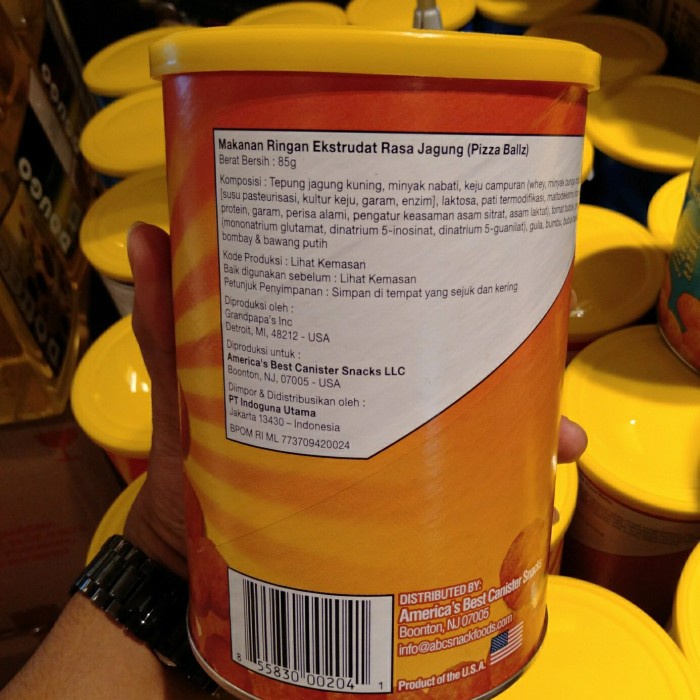 Makanan Ringan Ekstrudat Rasa Jagung (Pizza Ballz)
Berat Bersih : 85g
Komposisi : Tepung jagung kuning, minyak nabati, keju campuran (whey, minyak
[susu pasteurisasi, kultur keju, garam, enzim], laktosa, pati termodifikasi,
protein, garam, perisa alami, pengatur keasaman asam sitrat, asam laktat),
(mononatrium glutamat, dinatrium 5-inosinat, dinatrium 5-guanilat), gula, bumbu,
bombay & bawang putih
Kode Produksi : Lihat Kemasan
Baik digunakan sebelum : Lihat Kemasan
Petunjuk Penyimpanan : Simpan di tempat yang sejuk dan kering
Diproduksi oleh :
Grandpapa's Inc
Detroit, MI, 48212 - USA
Diproduksi untuk :
America's Best Canister Snacks LLC
Boonton, NJ, 07005 - USA
Diimpor & Didistribusikan oleh :
PT Indoguna Utama
Jakarta 13430 - Indonesia
BPOM RI ML 773709420024
8 55830 00204 1
DISTRIBUTED BY:
America's Best Canister Snacks
Boonton, NJ 07005
info@abcsnackfoods.com
Product of the U.S.A.